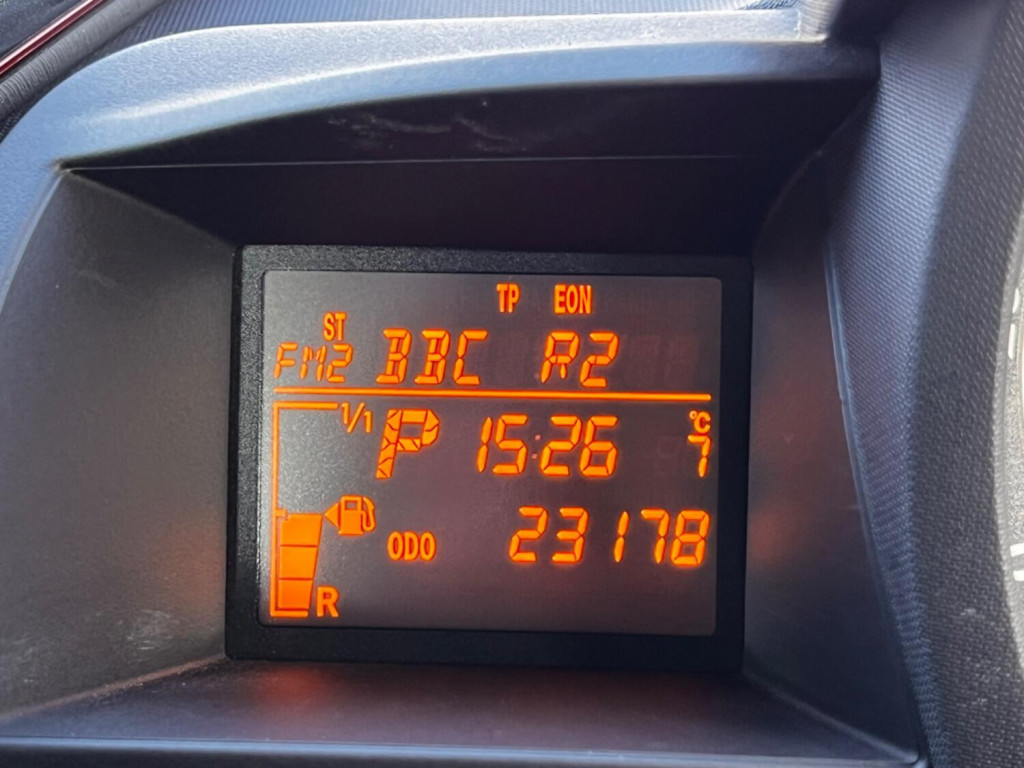 TP EON
ST
FM2 BBC R2
1/1 P 15:26 °C 7
ODO 23178
R